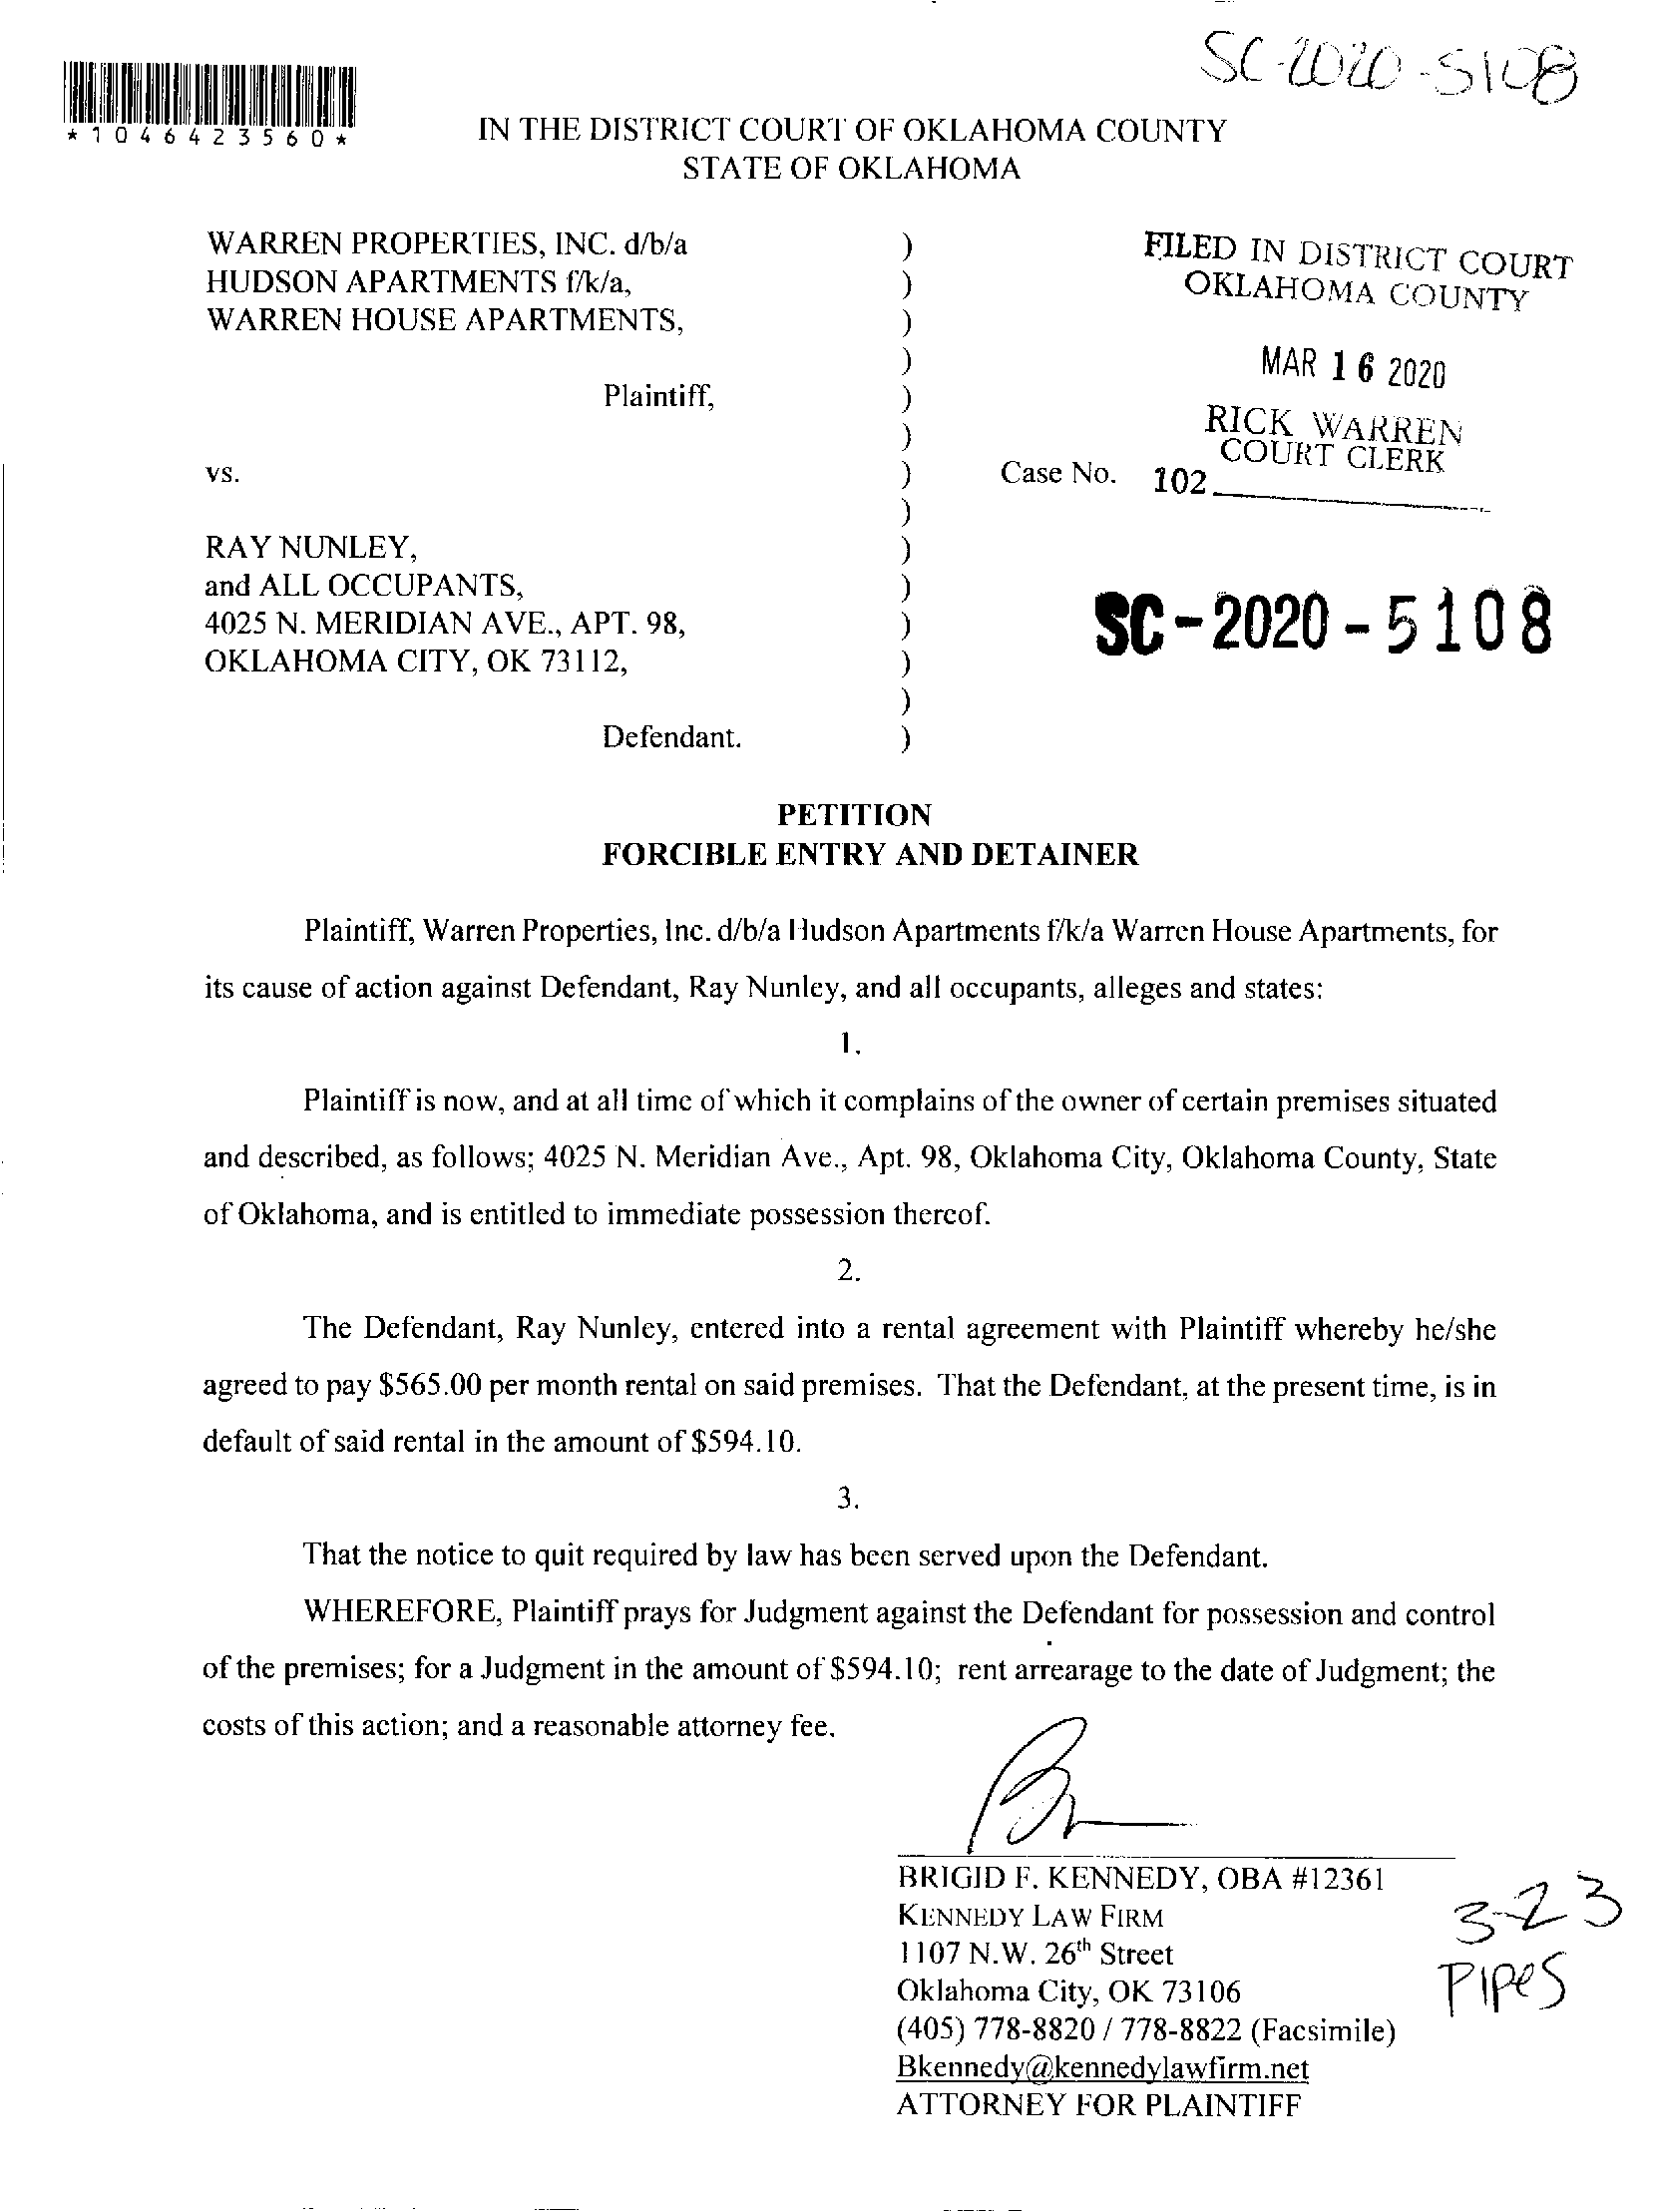 SC-2020-5108
*1046423560*
IN THE DISTRICT COURT OF OKLAHOMA COUNTY
STATE OF OKLAHOMA
WARREN PROPERTIES, INC. d/b/a )
HUDSON APARTMENTS f/k/a, )
WARREN HOUSE APARTMENTS, )
)
Plaintiff, )
)
vs. ) Case No.
)
RAY NUNLEY, )
and ALL OCCUPANTS, )
4025 N. MERIDIAN AVE., APT. 98, )
OKLAHOMA CITY, OK 73112, )
)
Defendant. )
FILED IN DISTRICT COURT
OKLAHOMA COUNTY
MAR 16 2020
RICK WARREN
COURT CLERK
102
SC-2020-5108
PETITION
FORCIBLE ENTRY AND DETAINER
Plaintiff, Warren Properties, Inc. d/b/a Hudson Apartments f/k/a Warren House Apartments, for
its cause of action against Defendant, Ray Nunley, and all occupants, alleges and states:
1.
Plaintiff is now, and at all time of which it complains of the owner of certain premises situated
and described, as follows; 4025 N. Meridian Ave., Apt. 98, Oklahoma City, Oklahoma County, State
of Oklahoma, and is entitled to immediate possession thereof.
2.
The Defendant, Ray Nunley, entered into a rental agreement with Plaintiff whereby he/she
agreed to pay $565.00 per month rental on said premises. That the Defendant, at the present time, is in
default of said rental in the amount of $594.10.
3.
That the notice to quit required by law has been served upon the Defendant.
WHEREFORE, Plaintiff prays for Judgment against the Defendant for possession and control
of the premises; for a Judgment in the amount of $594.10; rent arrearage to the date of Judgment; the
costs of this action; and a reasonable attorney fee.
BRIGID F. KENNEDY, OBA #12361
KENNEDY LAW FIRM
1107 N.W. 26th Street
Oklahoma City, OK 73106
(405) 778-8820 / 778-8822 (Facsimile)
Bkennedy@kennedylawfirm.net
ATTORNEY FOR PLAINTIFF
3-23
Pipes